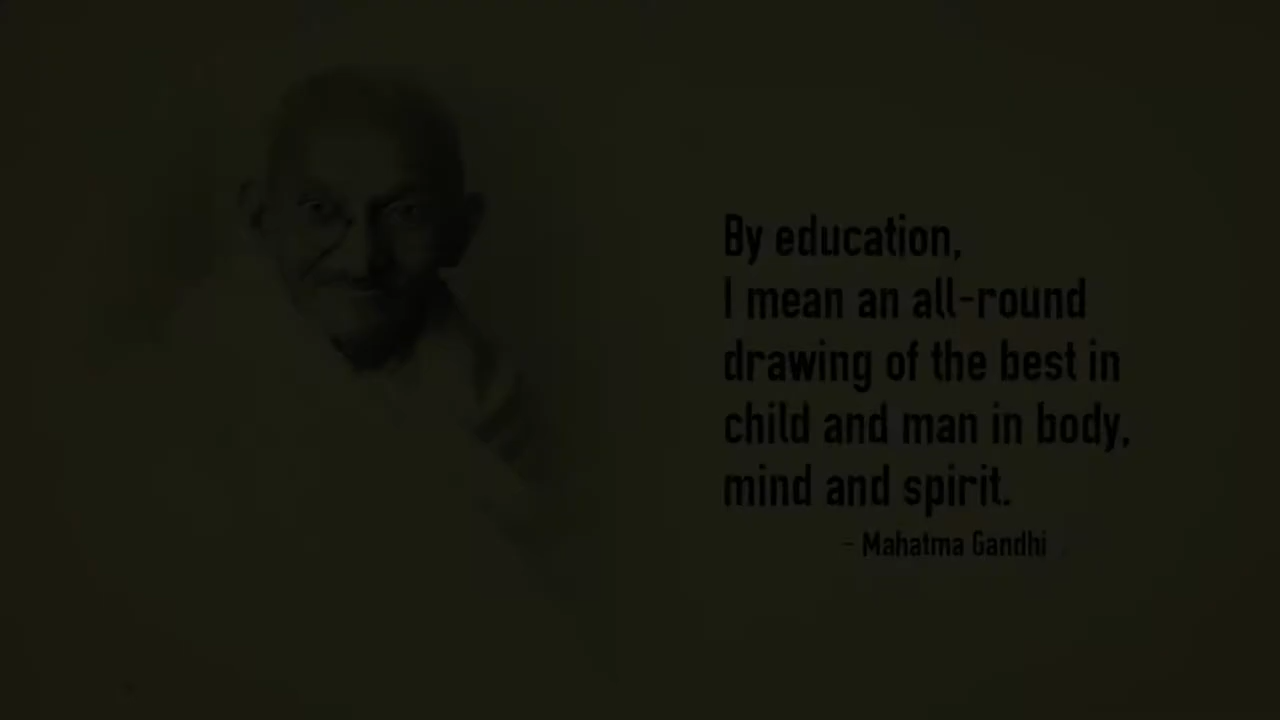 By education,
I mean an all-round
drawing of the best in
child and man in body,
mind and spirit.
- Mahatma Gandhi